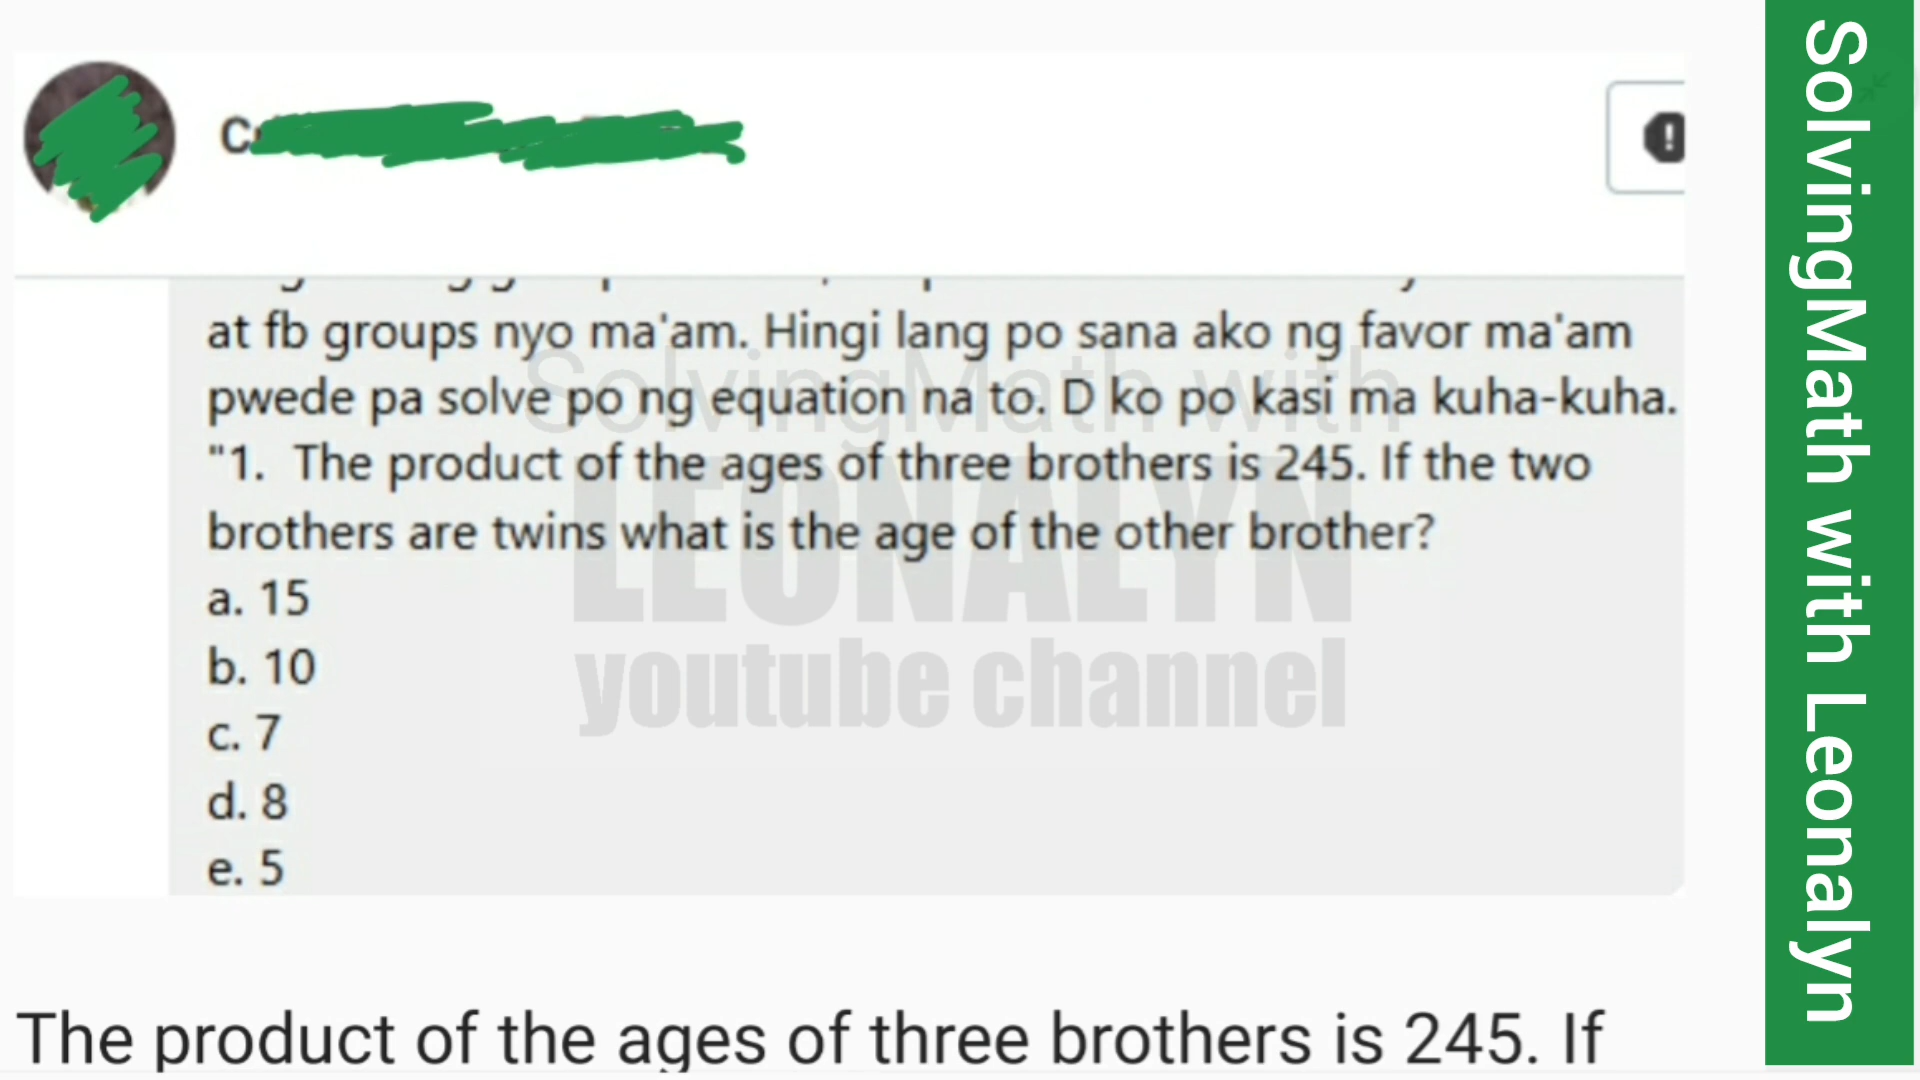 C
at fb groups nyo ma'am. Hingi lang po sana ako ng favor ma'am
pwede pa solve po ng equation na to. D ko po kasi ma kuha-kuha.
"1. The product of the ages of three brothers is 245. If the two
brothers are twins what is the age of the other brother?
a. 15
b. 10
c. 7
d. 8
e. 5
SolvingMath with
LEONALYN
youtube channel
The product of the ages of three brothers is 245. If
SolvingMath with Leonalyn